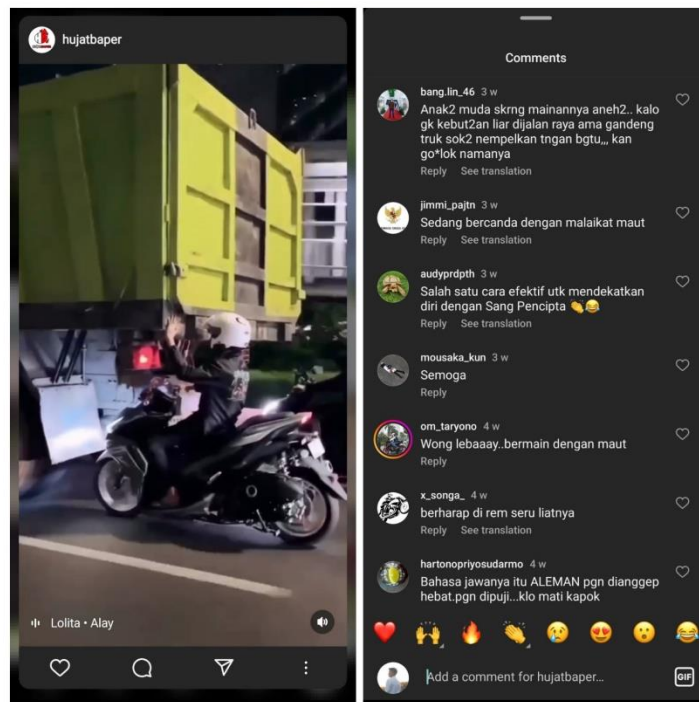 hujatbaper
Lolita • Alay
Comments
bang.lin_46 3 w
Anak2 muda skrng mainannya aneh2.. kalo
gk kebut2an liar dijalan raya ama gandeng
truk sok2 nempelkan tngan bgtu,,, kan
go*lok namanya
Reply See translation
jimmi_pajtn 3 w
Sedang bercanda dengan malaikat maut
Reply See translation
audyprdpth 3 w
Salah satu cara efektif utk mendekatkan
diri dengan Sang Pencipta 👏😂
Reply See translation
mousaka_kun 3 w
Semoga
Reply
om_taryono 4 w
Wong lebaaay..bermain dengan maut
Reply
x_songa_ 4 w
berharap di rem seru liatnya
Reply See translation
hartonopriyosudarmo 4 w
Bahasa jawanya itu ALEMAN pgn dianggep
hebat.pgn dipuji...klo mati kapok
❤️ 🙌 🔥 👏 😢 😍 😮 😂
Add a comment for hujatbaper...
GIF